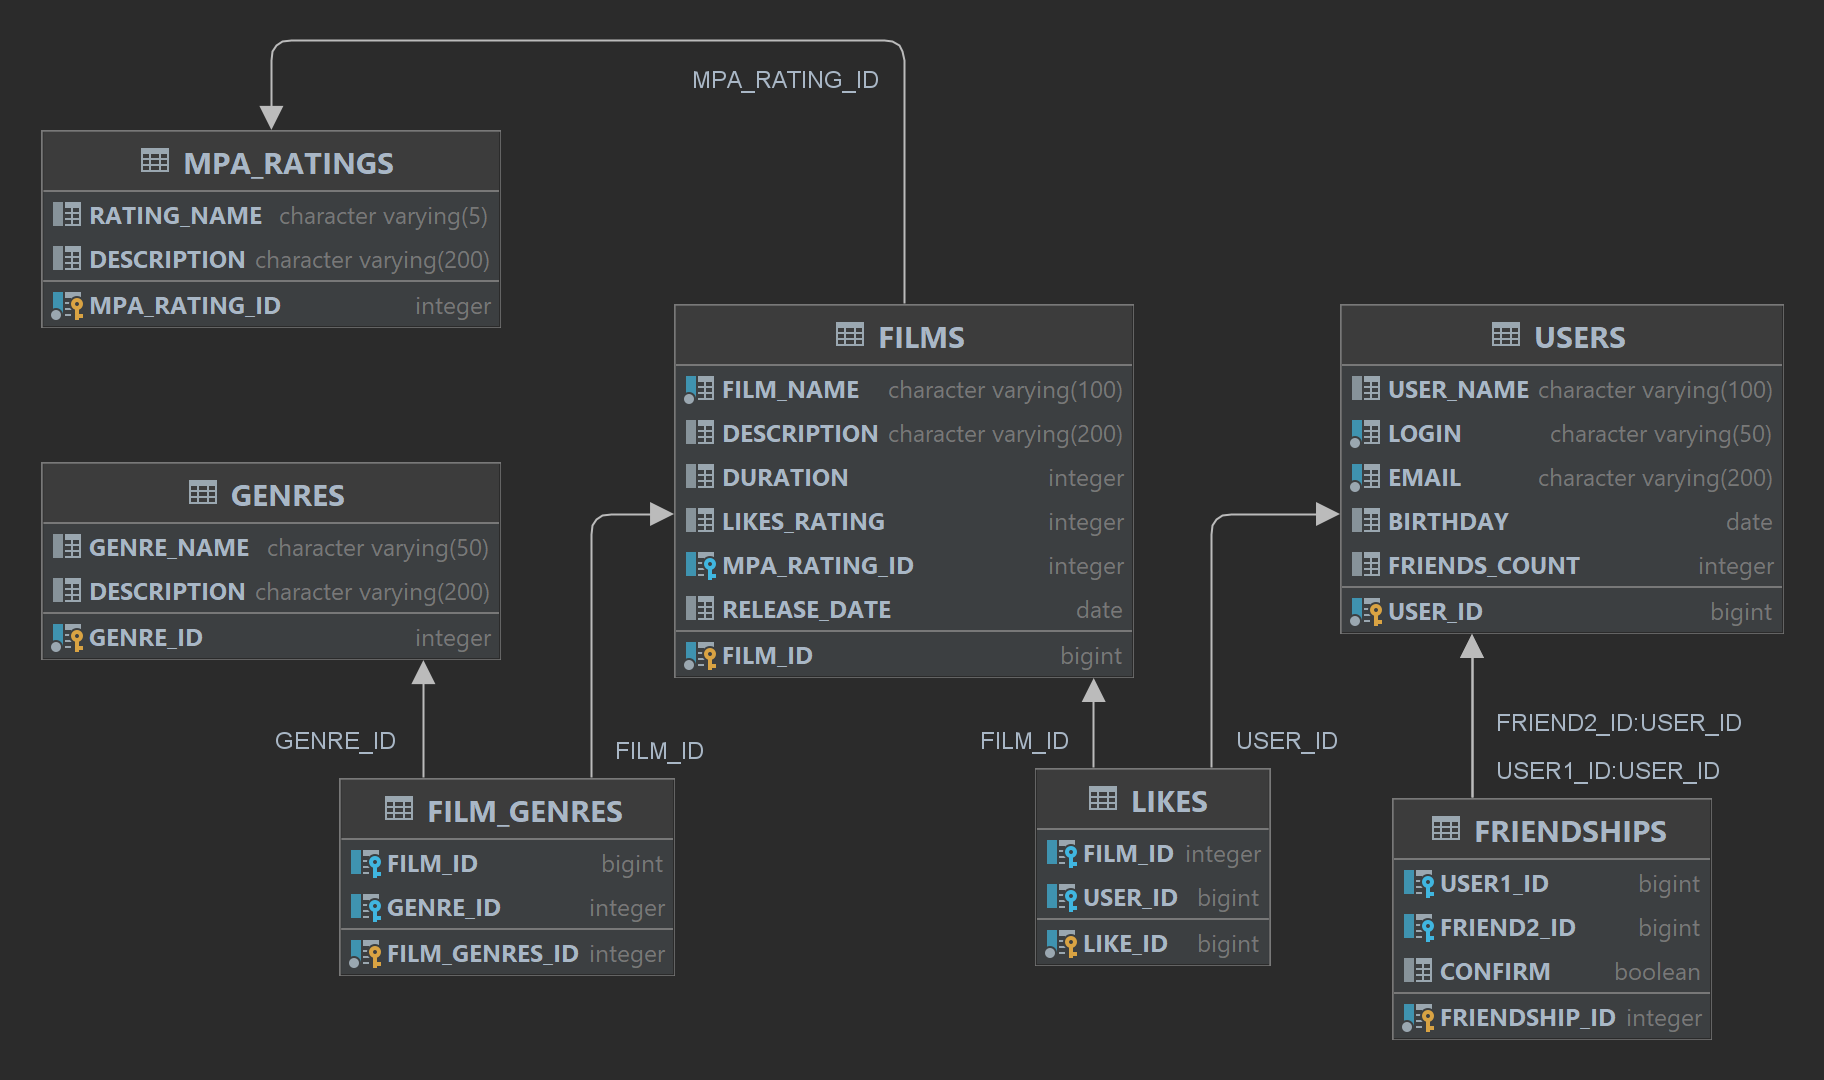 MPA_RATING_ID
MPA_RATINGS
RATING_NAME character varying(5)
DESCRIPTION character varying(200)
MPA_RATING_ID integer
GENRES
GENRE_NAME character varying(50)
DESCRIPTION character varying(200)
GENRE_ID integer
FILMS
FILM_NAME character varying(100)
DESCRIPTION character varying(200)
DURATION integer
LIKES_RATING integer
MPA_RATING_ID integer
RELEASE_DATE date
FILM_ID bigint
USERS
USER_NAME character varying(100)
LOGIN character varying(50)
EMAIL character varying(200)
BIRTHDAY date
FRIENDS_COUNT integer
USER_ID bigint
GENRE_ID
FILM_ID
FILM_ID
USER_ID
FRIEND2_ID:USER_ID
USER1_ID:USER_ID
FILM_GENRES
FILM_ID bigint
GENRE_ID integer
FILM_GENRES_ID integer
LIKES
FILM_ID integer
USER_ID bigint
LIKE_ID bigint
FRIENDSHIPS
USER1_ID bigint
FRIEND2_ID bigint
CONFIRM boolean
FRIENDSHIP_ID integer